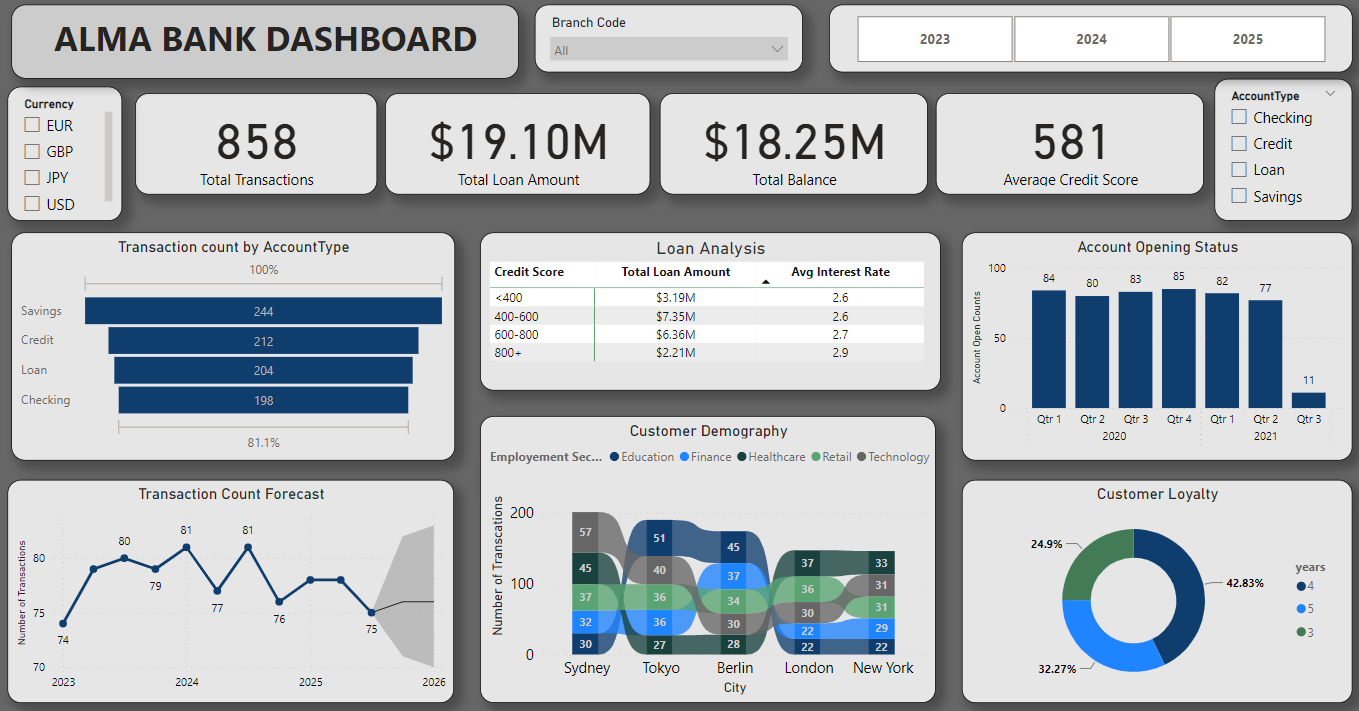 ALMA BANK DASHBOARD
Branch Code
All
2023 2024 2025
Currency
EUR
GBP
JPY
USD
858
Total Transactions
$19.10M
Total Loan Amount
$18.25M
Total Balance
581
Average Credit Score
AccountType
Checking
Credit
Loan
Savings
Transaction count by AccountType
100%
Savings 244
Credit 212
Loan 204
Checking 198
81.1%
Loan Analysis
Credit Score Total Loan Amount Avg Interest Rate
<400 $3.19M 2.6
400-600 $7.35M 2.6
600-800 $6.36M 2.7
800+ $2.21M 2.9
Account Opening Status
Account Open Counts
100
50
0
84 80 83 85 82 77 11
Qtr 1 Qtr 2 Qtr 3 Qtr 4 Qtr 1 Qtr 2 Qtr 3
2020 2021
Transaction Count Forecast
Number of Transactions
80
75
70
74 80 79 81 77 81 76 75
2023 2024 2025 2026
Customer Demography
Employement Sec... Education Finance Healthcare Retail Technology
Number of Transcations
200
100
0
57 45 37 32 30
51 40 36 36 27
45 37 34 30 28
37 36 30 22 22
33 31 31 29 22
Sydney Tokyo Berlin London New York
City
Customer Loyalty
24.9%
42.83%
32.27%
years
4
5
3